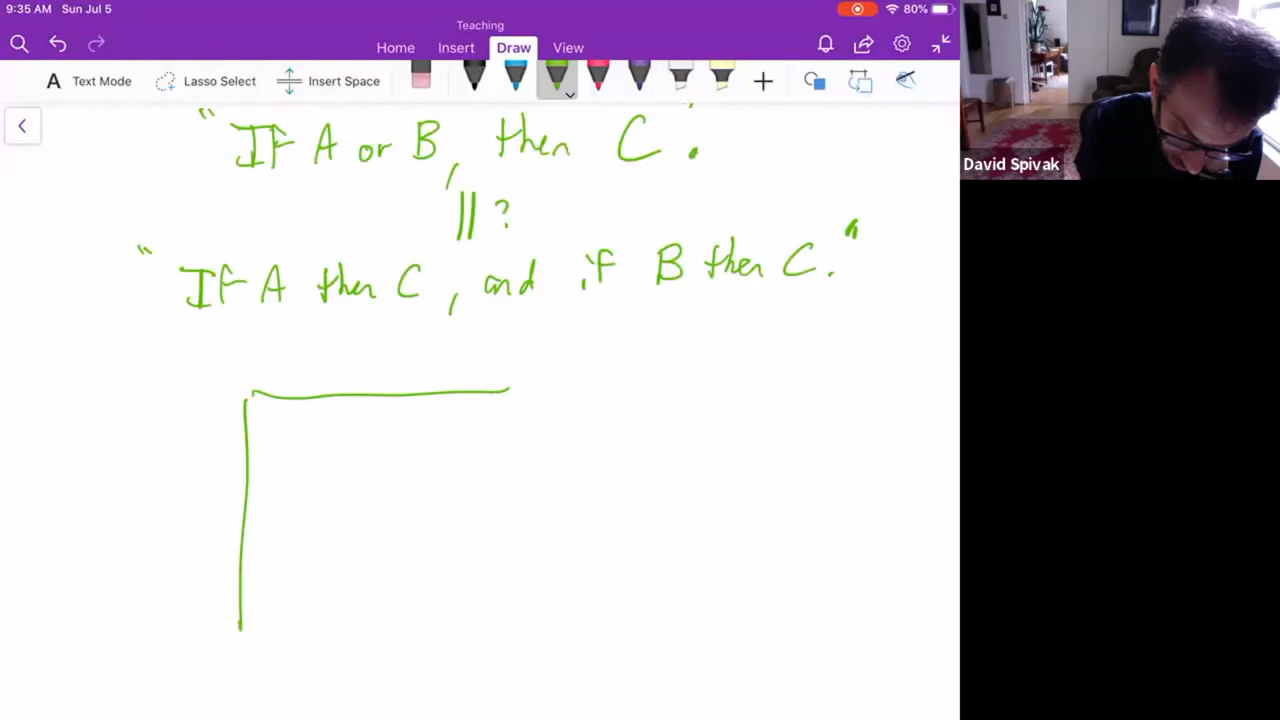 9:35 AM Sun Jul 5
80%
Teaching
Home Insert Draw View
A Text Mode Lasso Select Insert Space
"If A or B, then C."
|| ?
"If A then C, and if B then C."
David Spivak